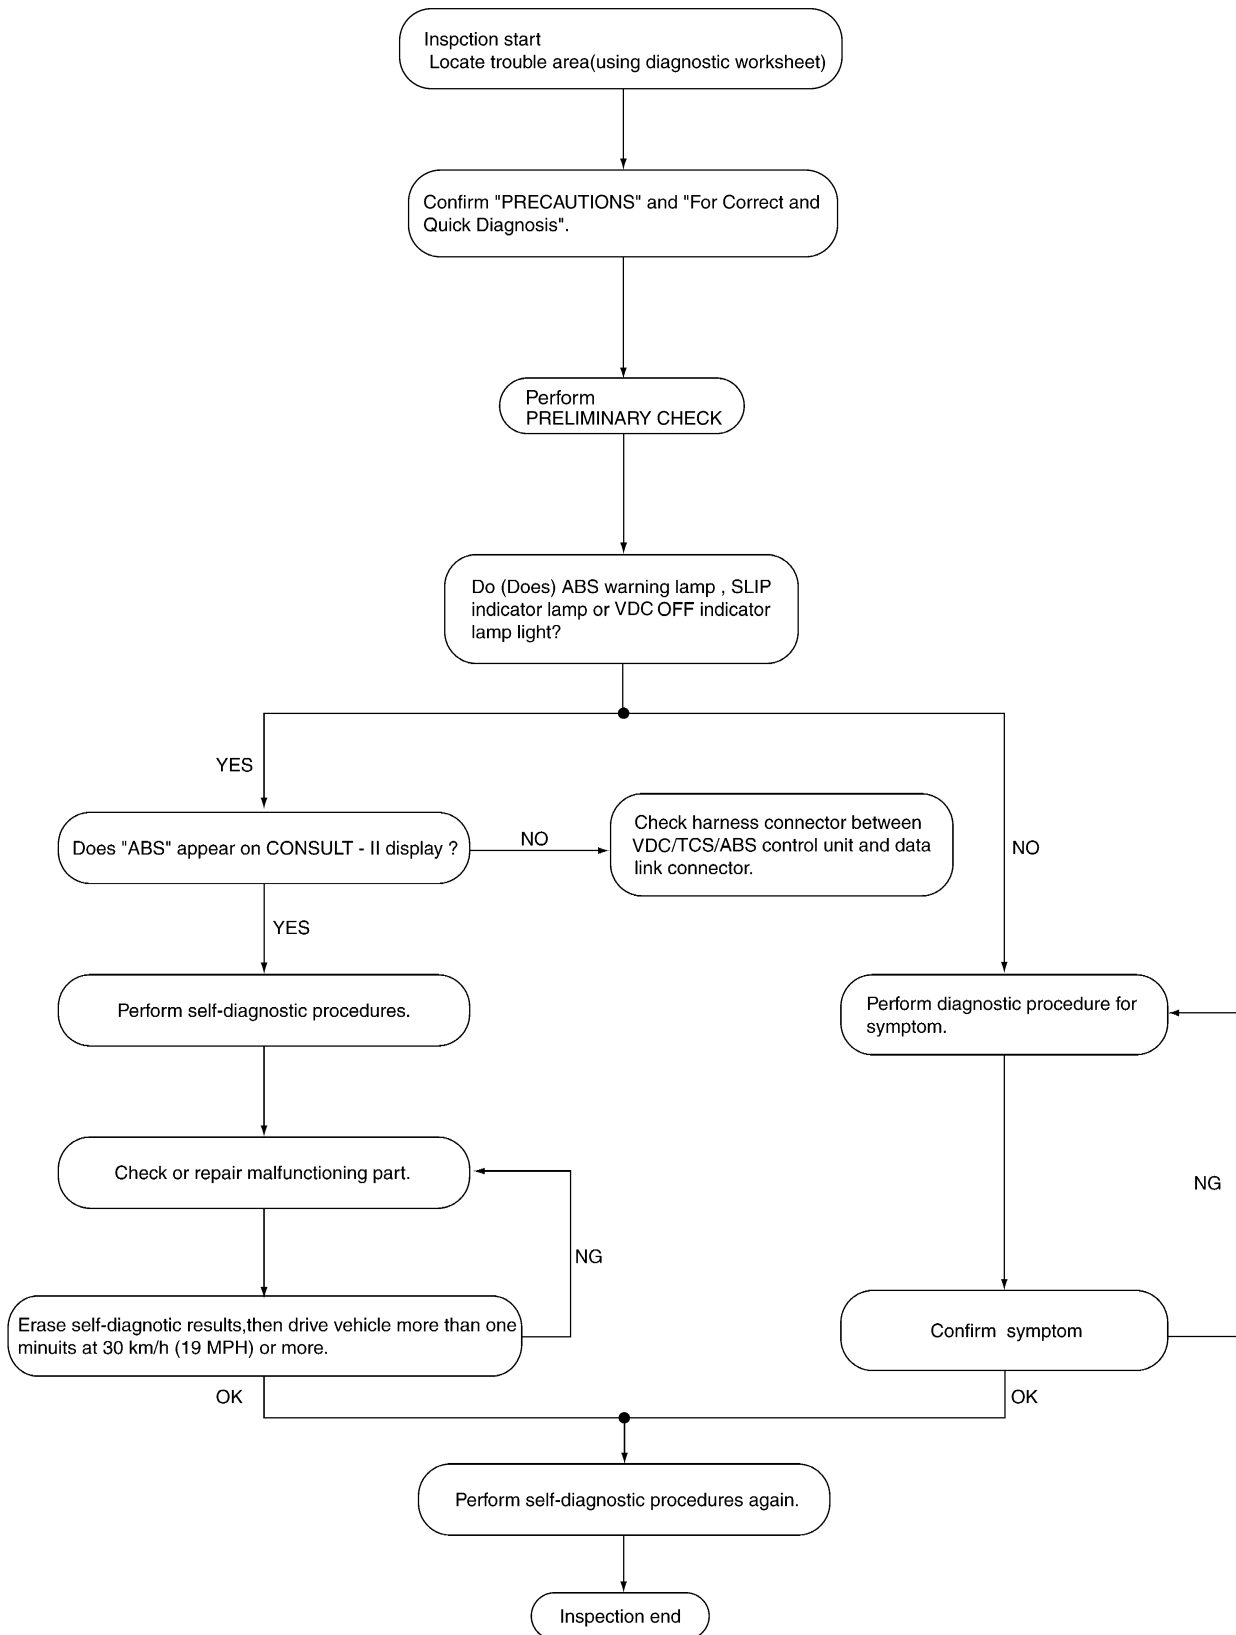 Inspction start
Locate trouble area(using diagnostic worksheet)
Confirm "PRECAUTIONS" and "For Correct and
Quick Diagnosis".
Perform
PRELIMINARY CHECK
Do (Does) ABS warning lamp , SLIP
indicator lamp or VDC OFF indicator
lamp light?
YES
NO
Does "ABS" appear on CONSULT - II display ?
NO
Check harness connector between
VDC/TCS/ABS control unit and data
link connector.
YES
Perform self-diagnostic procedures.
Perform diagnostic procedure for
symptom.
Check or repair malfunctioning part.
NG
NG
Erase self-diagnotic results,then drive vehicle more than one
minuits at 30 km/h (19 MPH) or more.
Confirm symptom
OK
OK
Perform self-diagnostic procedures again.
Inspection end